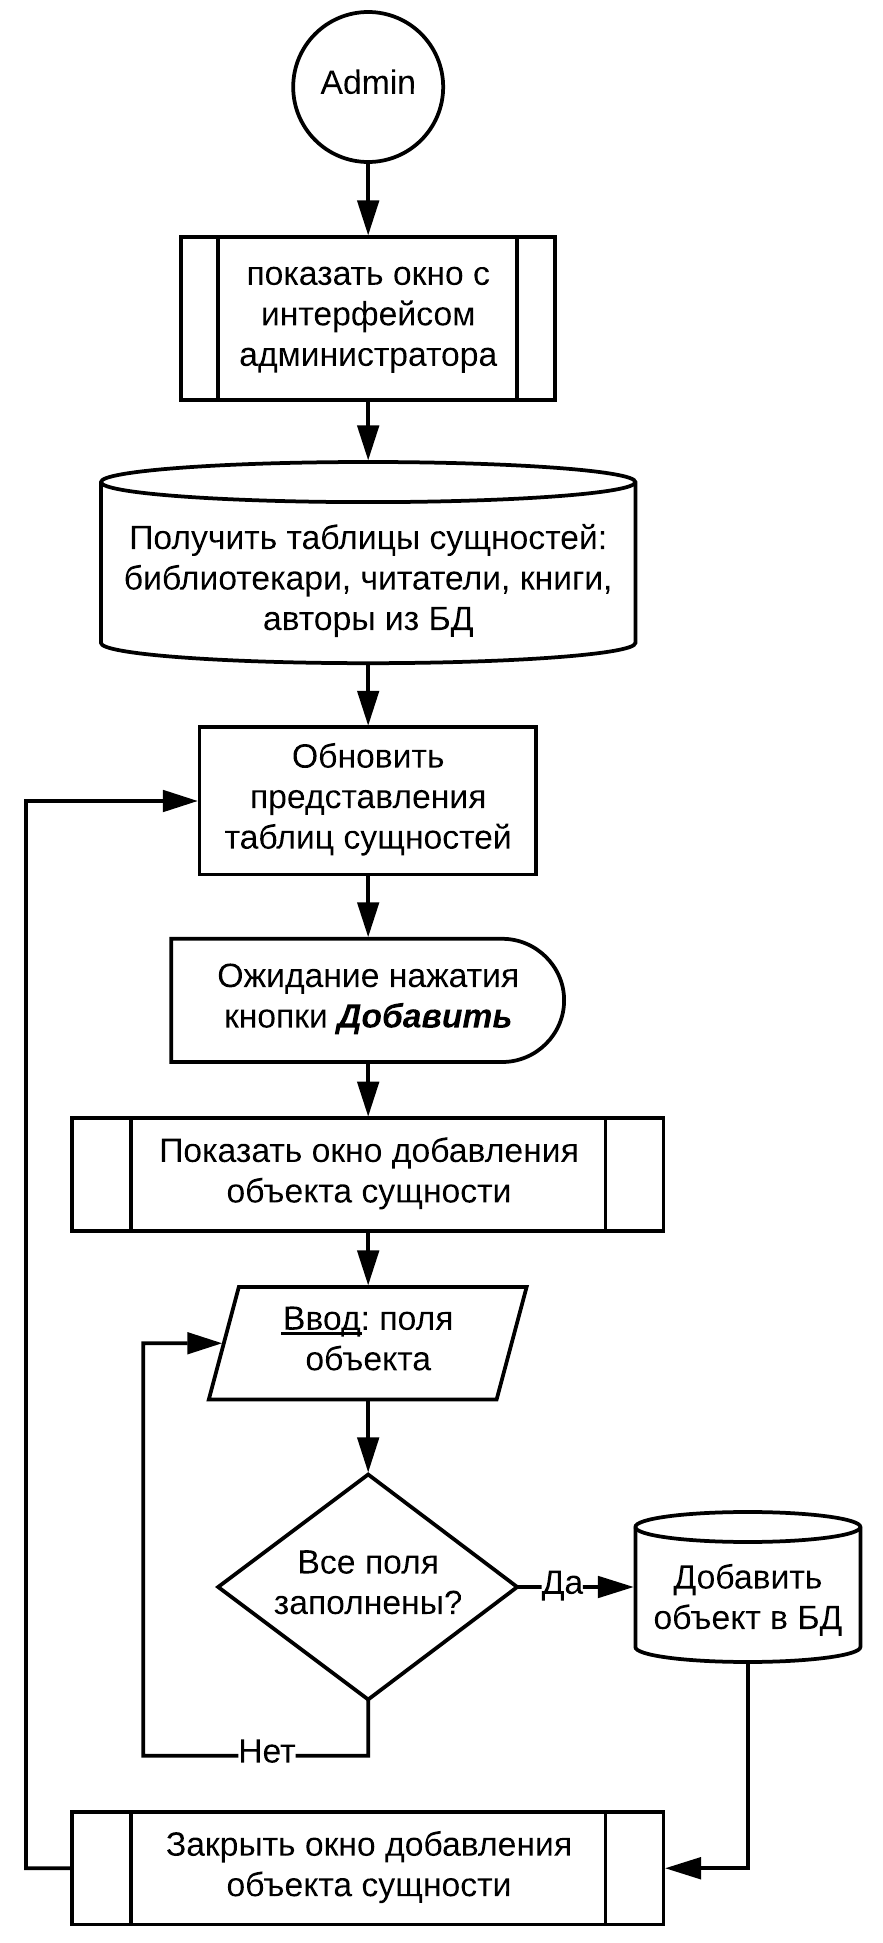 Admin
показать окно с
интерфейсом
администратора
Получить таблицы сущностей:
библиотекари, читатели, книги,
авторы из БД
Обновить
представления
таблиц сущностей
Ожидание нажатия
кнопки Добавить
Показать окно добавления
объекта сущности
Ввод: поля
объекта
Все поля
заполнены?
Да
Добавить
объект в БД
Нет
Закрыть окно добавления
объекта сущности